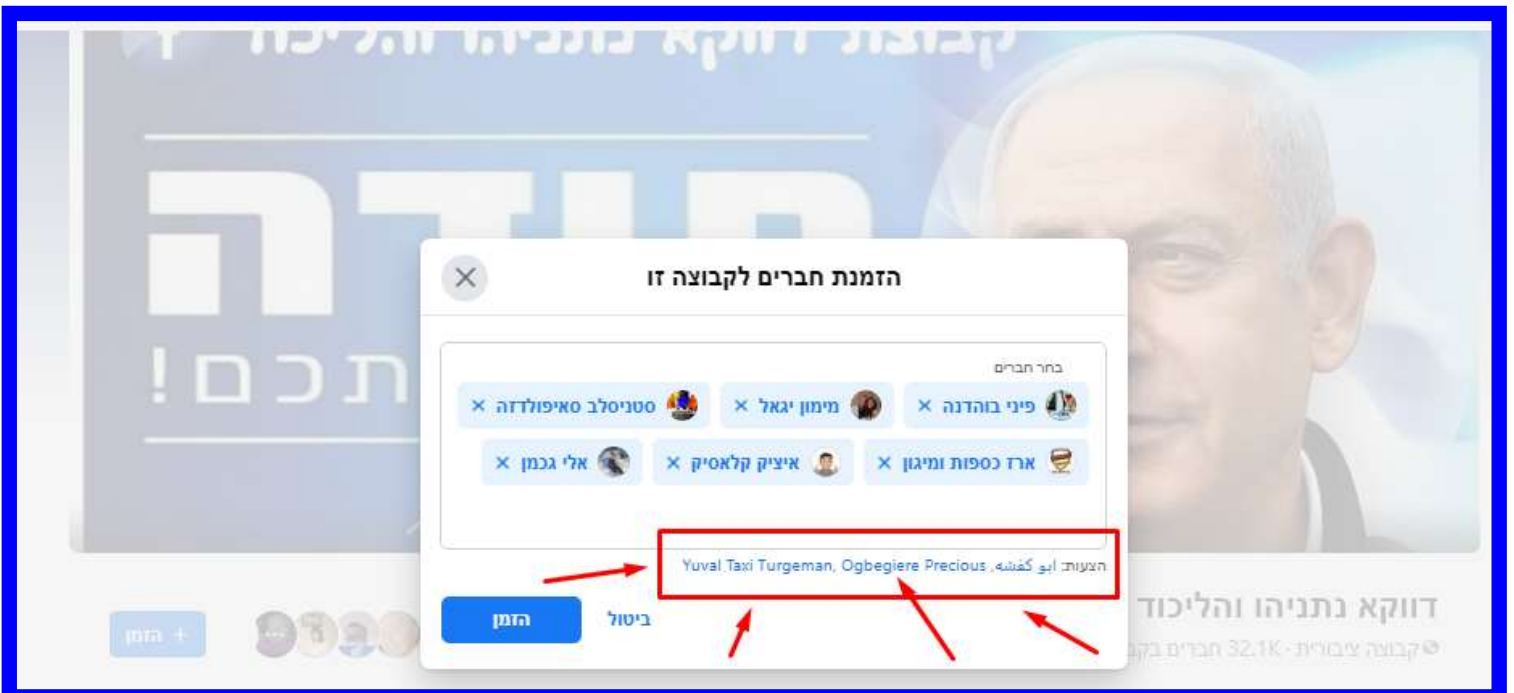 קבוצת דווקא נתניהו והליכוד
תודה
תכם!
הזמנת חברים לקבוצה זו
בחר חברים
פיני בוהדנה × מימון יגאל × סטניסלב סאיפולדזה ×
ארז כספות ומיגון × איציק קלאסיק × אלי גכמן ×
הצעות: ابو كفشه, Yuval Taxi Turgeman, Ogbegiere Precious
ביטול
הזמן
דווקא נתניהו והליכוד
+ הזמן
קבוצה ציבורית · 32.1K חברים